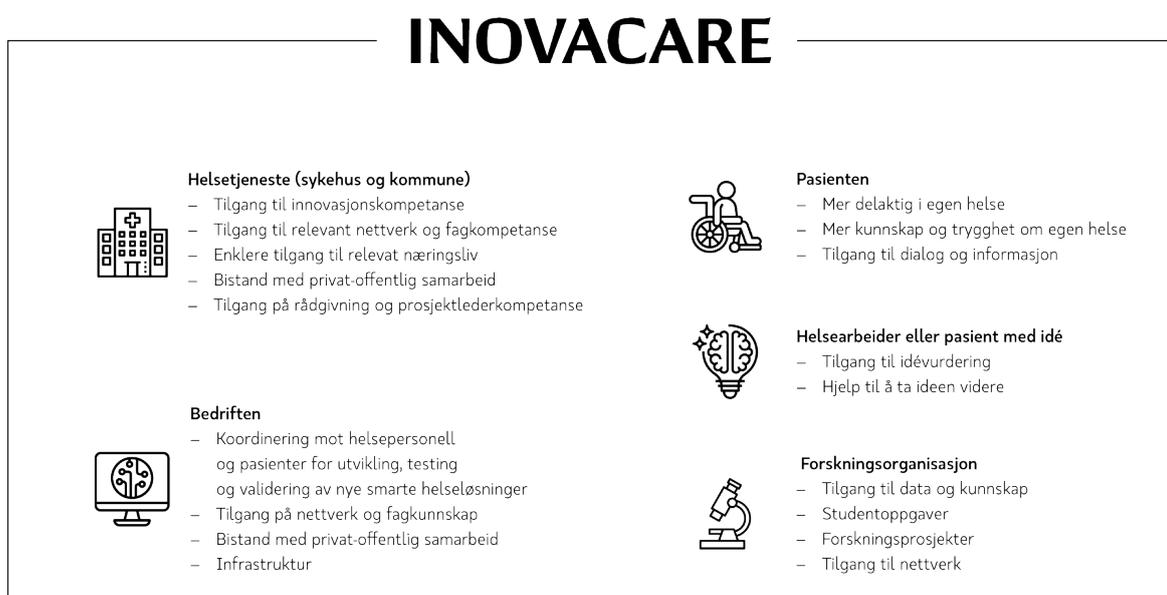 INOVACARE
Helsetjeneste (sykehus og kommune)
– Tilgang til innovasjonskompetanse
– Tilgang til relevant nettverk og fagkompetanse
– Enklere tilgang til relevat næringsliv
– Bistand med privat-offentlig samarbeid
– Tilgang på rådgivning og prosjektlederkompetanse
Bedriften
– Koordinering mot helsepersonell
og pasienter for utvikling, testing
og validering av nye smarte helseløsninger
– Tilgang på nettverk og fagkunnskap
– Bistand med privat-offentlig samarbeid
– Infrastruktur
Pasienten
– Mer delaktig i egen helse
– Mer kunnskap og trygghet om egen helse
– Tilgang til dialog og informasjon
Helsearbeider eller pasient med idé
– Tilgang til idévurdering
– Hjelp til å ta ideen videre
Forskningsorganisasjon
– Tilgang til data og kunnskap
– Studentoppgaver
– Forskningsprosjekter
– Tilgang til nettverk